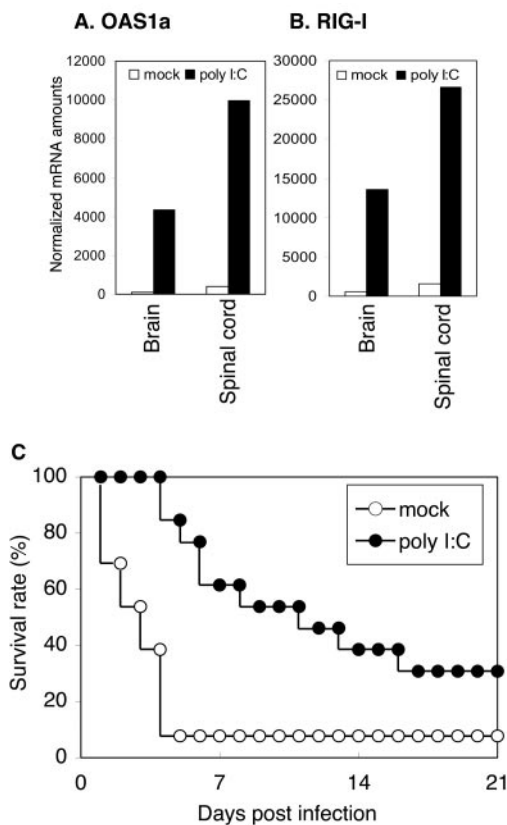 A. OAS1a
B. RIG-I
mock poly I:C
12000
10000
8000
6000
4000
2000
0
Normalized mRNA amounts
Brain
Spinal cord
mock poly I:C
30000
25000
20000
15000
10000
5000
0
Brain
Spinal cord
C
100
80
60
40
20
0
Survival rate (%)
mock
poly I:C
0 7 14 21
Days post infection